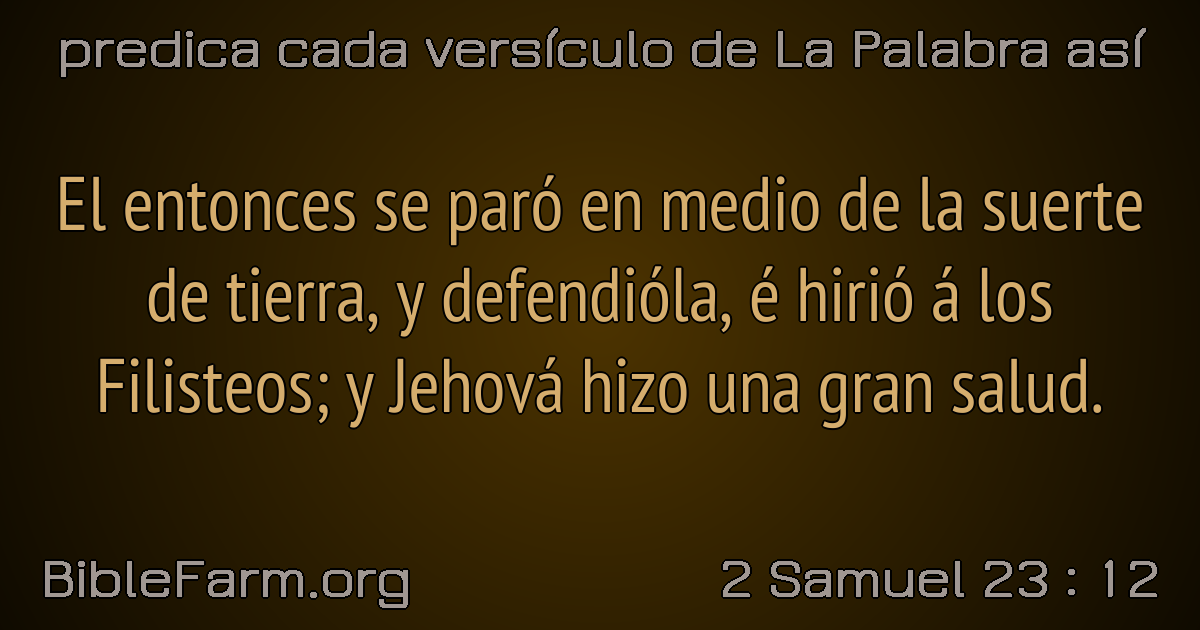 predica cada versículo de La Palabra así
El entonces se paró en medio de la suerte
de tierra, y defendióla, é hirió á los
Filisteos; y Jehová hizo una gran salud.
BibleFarm.org
2 Samuel 23 : 12